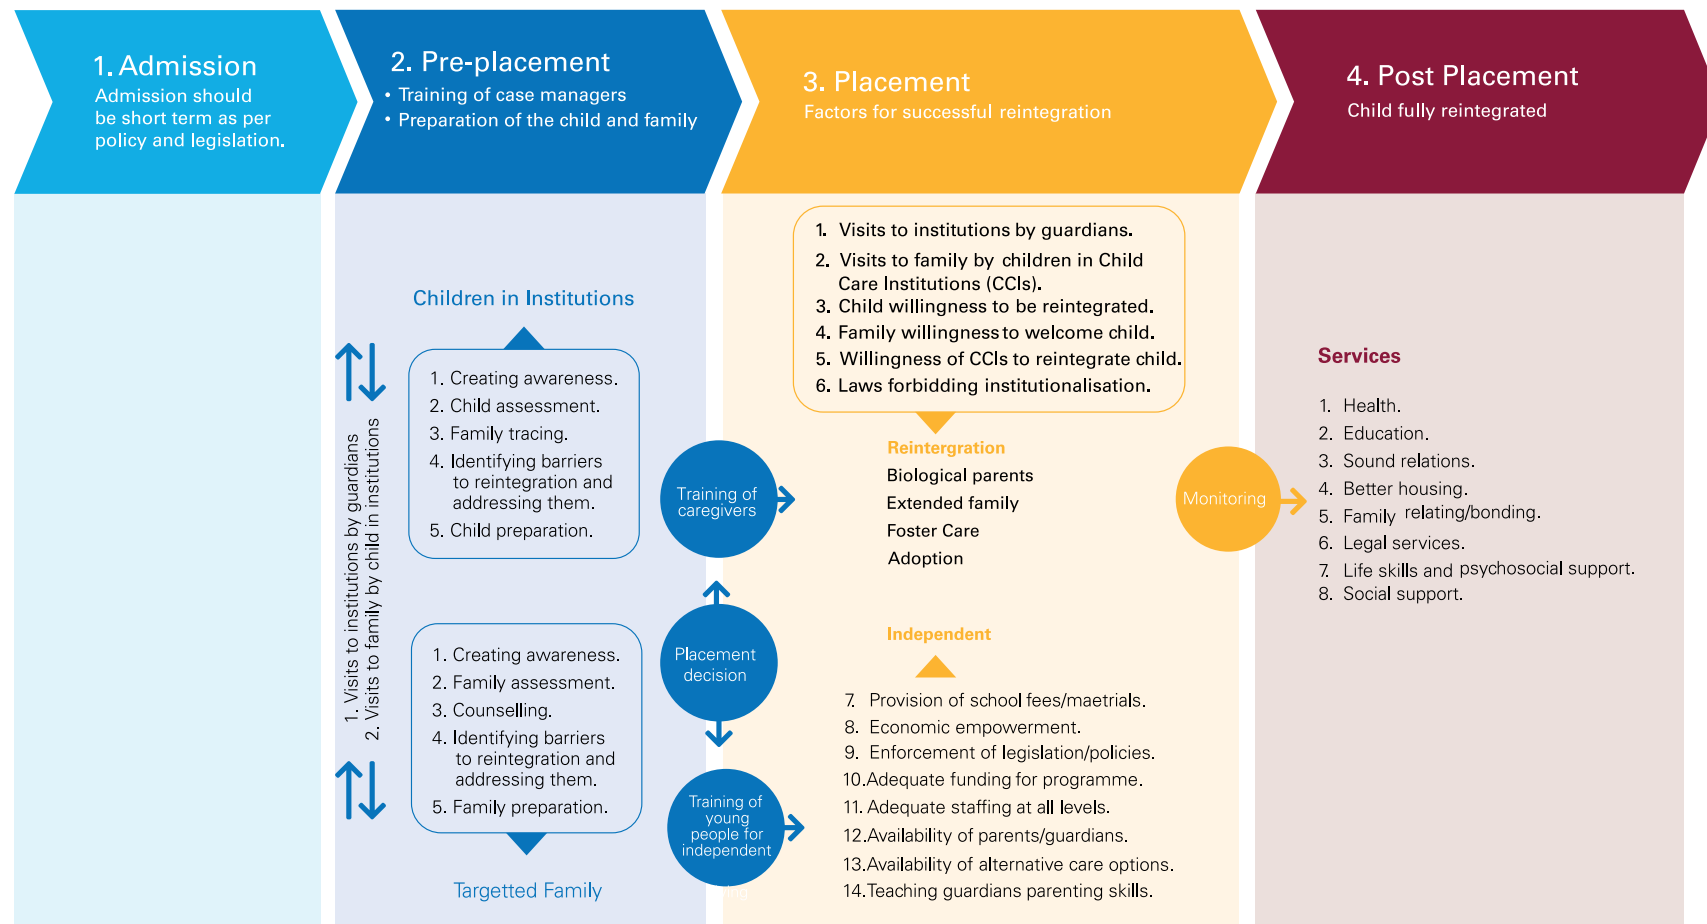 1. Admission
Admission should
be short term as per
policy and legislation.
2. Pre-placement
• Training of case managers
• Preparation of the child and family
3. Placement
Factors for successful reintegration
4. Post Placement
Child fully reintegrated
1. Visits to institutions by guardians
2. Visits to family by child in institutions
Children in Institutions
1. Creating awareness.
2. Child assessment.
3. Family tracing.
4. Identifying barriers
to reintegration and
addressing them.
5. Child preparation.
1. Creating awareness.
2. Family assessment.
3. Counselling.
4. Identifying barriers
to reintegration and
addressing them.
5. Family preparation.
Targetted Family
Training of
caregivers
Placement
decision
Training of
young
people for
independent
1. Visits to institutions by guardians.
2. Visits to family by children in Child
Care Institutions (CCIs).
3. Child willingness to be reintegrated.
4. Family willingness to welcome child.
5. Willingness of CCIs to reintegrate child.
6. Laws forbidding institutionalisation.
Reintergration
Biological parents
Extended family
Foster Care
Adoption
Independent
7. Provision of school fees/maetrials.
8. Economic empowerment.
9. Enforcement of legislation/policies.
10.Adequate funding for programme.
11. Adequate staffing at all levels.
12.Availability of parents/guardians.
13.Availability of alternative care options.
14.Teaching guardians parenting skills.
Monitoring
Services
1. Health.
2. Education.
3. Sound relations.
4. Better housing.
5. Family relating/bonding.
6. Legal services.
7. Life skills and psychosocial support.
8. Social support.